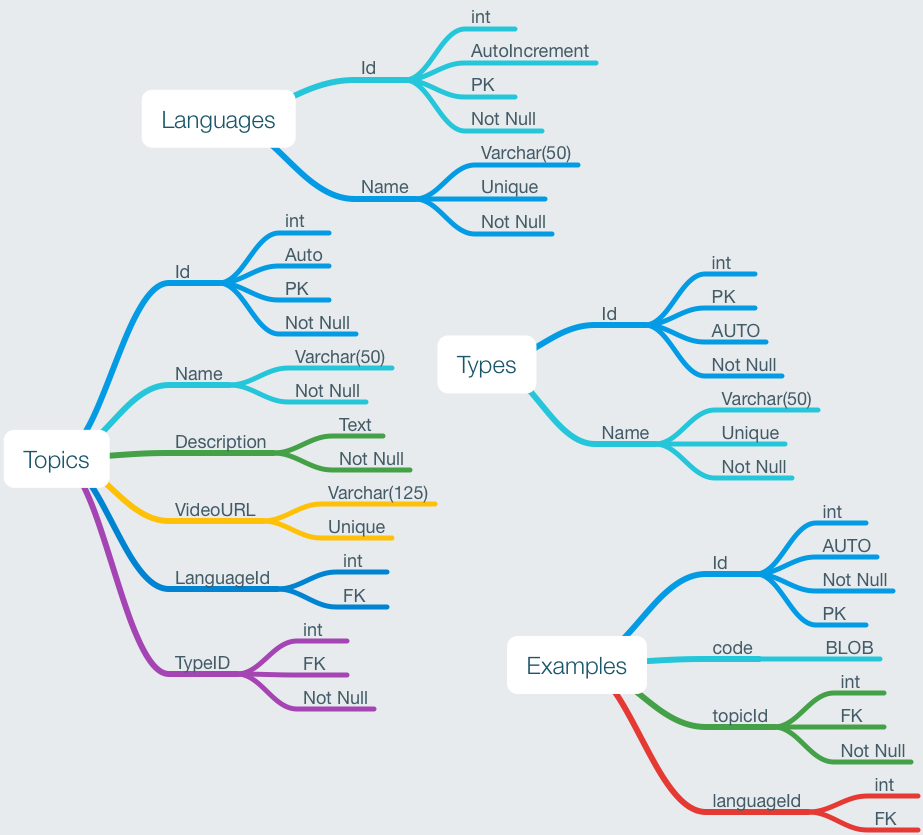 Languages
Id
int
AutoIncrement
PK
Not Null
Name
Varchar(50)
Unique
Not Null
Topics
Id
int
Auto
PK
Not Null
Name
Varchar(50)
Not Null
Description
Text
Not Null
VideoURL
Varchar(125)
Unique
LanguageId
int
FK
TypeID
int
FK
Not Null
Types
Id
int
PK
AUTO
Not Null
Name
Varchar(50)
Unique
Not Null
Examples
Id
int
AUTO
Not Null
PK
code
BLOB
topicId
int
FK
Not Null
languageId
int
FK